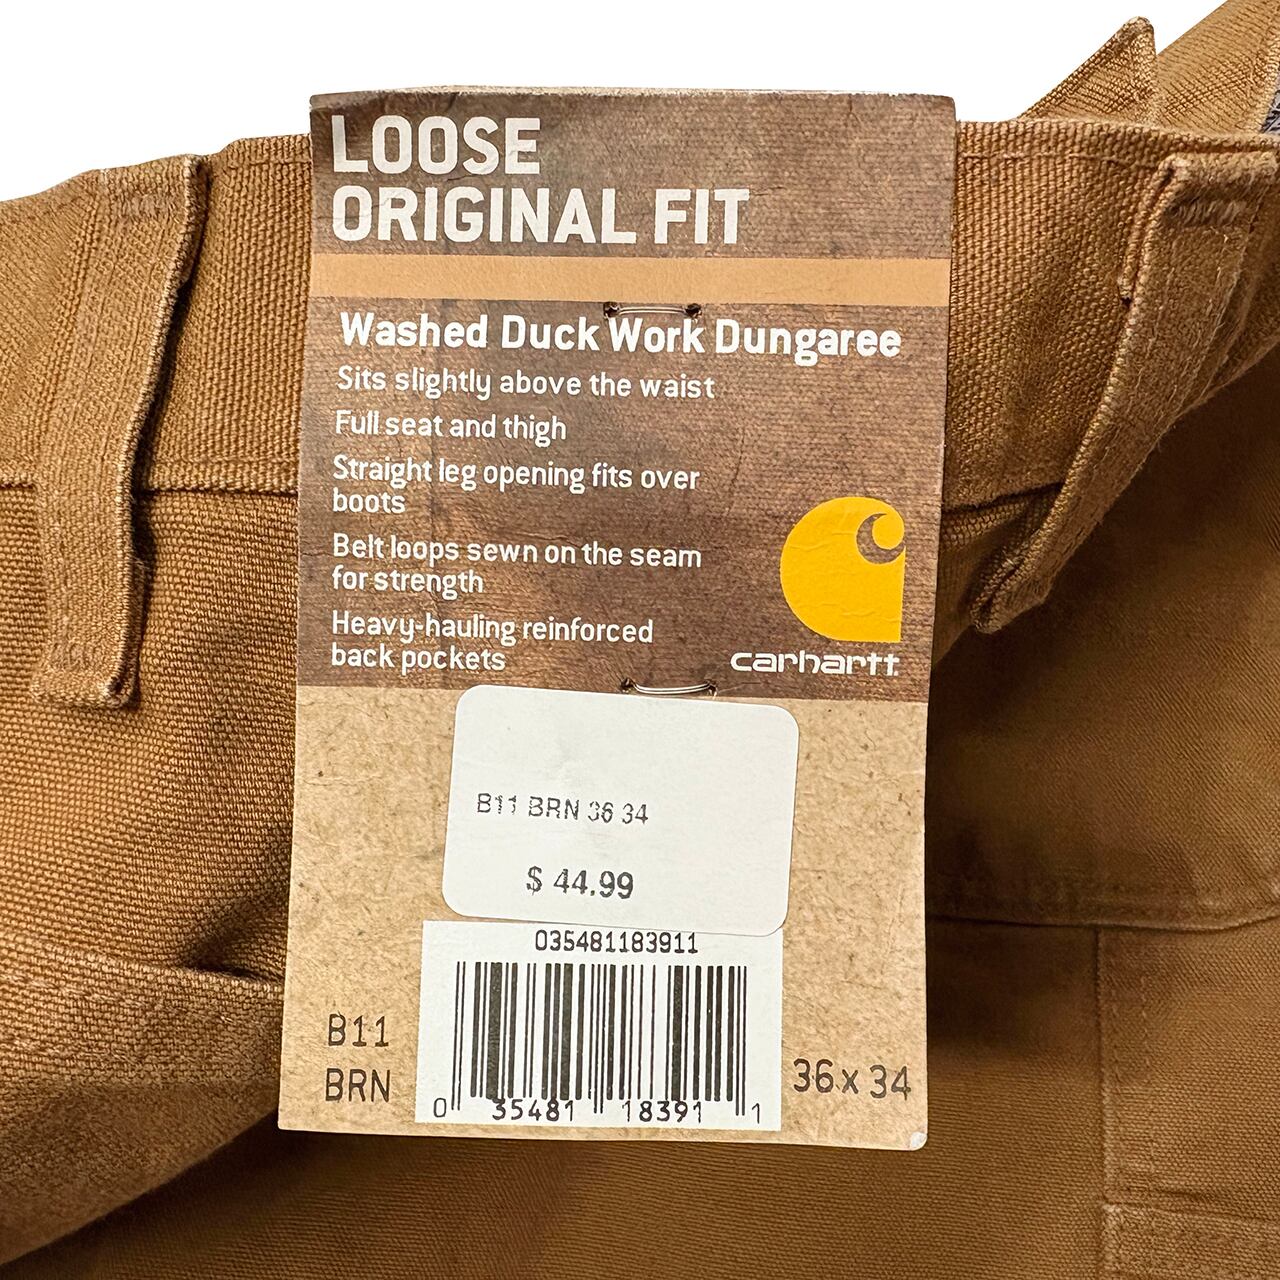 LOOSE
ORIGINAL FIT
Washed Duck Work Dungaree
Sits slightly above the waist
Full seat and thigh
Straight leg opening fits over
boots
Belt loops sewn on the seam
for strength
Heavy-hauling reinforced
back pockets
carhartt
B11 BRN 36 34
$ 44.99
035481183911
B11
BRN
36 x 34
0 35481 18391 1